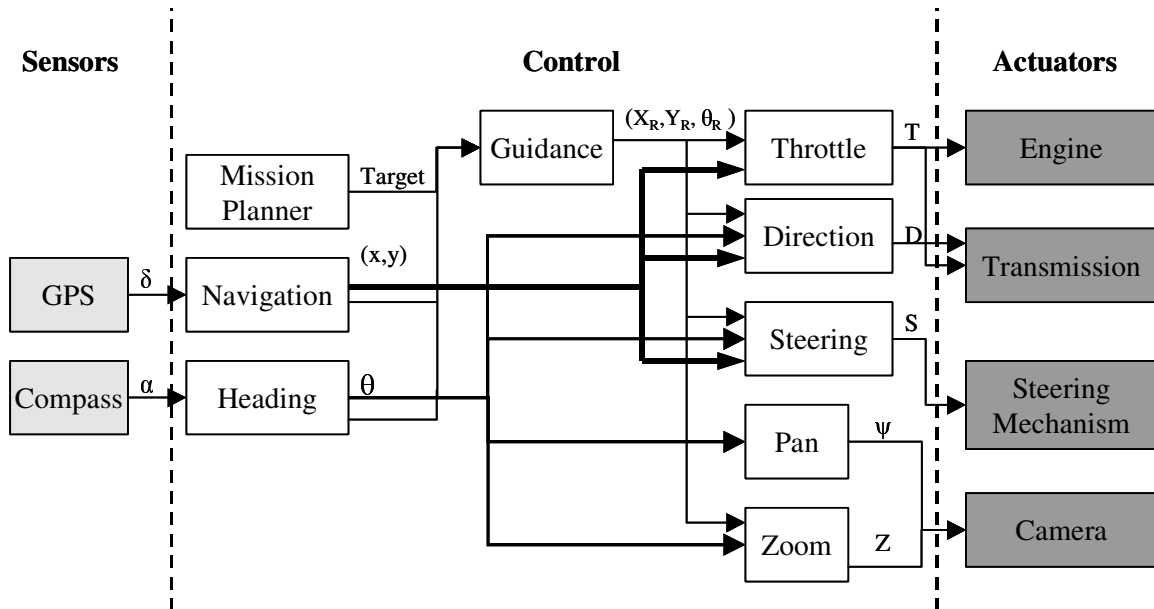 Sensors
Control
Actuators
(X_R,Y_R, θ_R )
Guidance
Throttle
T
Engine
Mission
Planner
Target
Direction
D
Transmission
(x,y)
GPS
δ
Navigation
Steering
S
Compass
α
Heading
θ
Steering
Mechanism
Pan
ψ
Zoom
Z
Camera